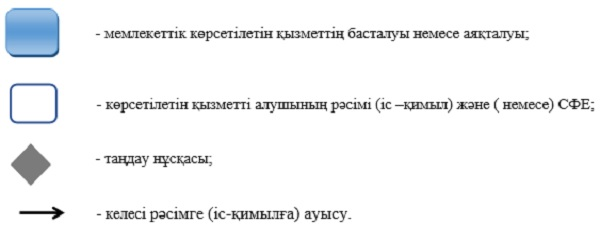 - мемлекеттік көрсетілетін қызметтің басталуы немесе аяқталуы;
- көрсетілетін қызметті алушының рәсімі (іс –қимыл) және ( немесе) СФЕ;
- таңдау нұсқасы;
- келесі рәсімге (іс-қимылға) ауысу.